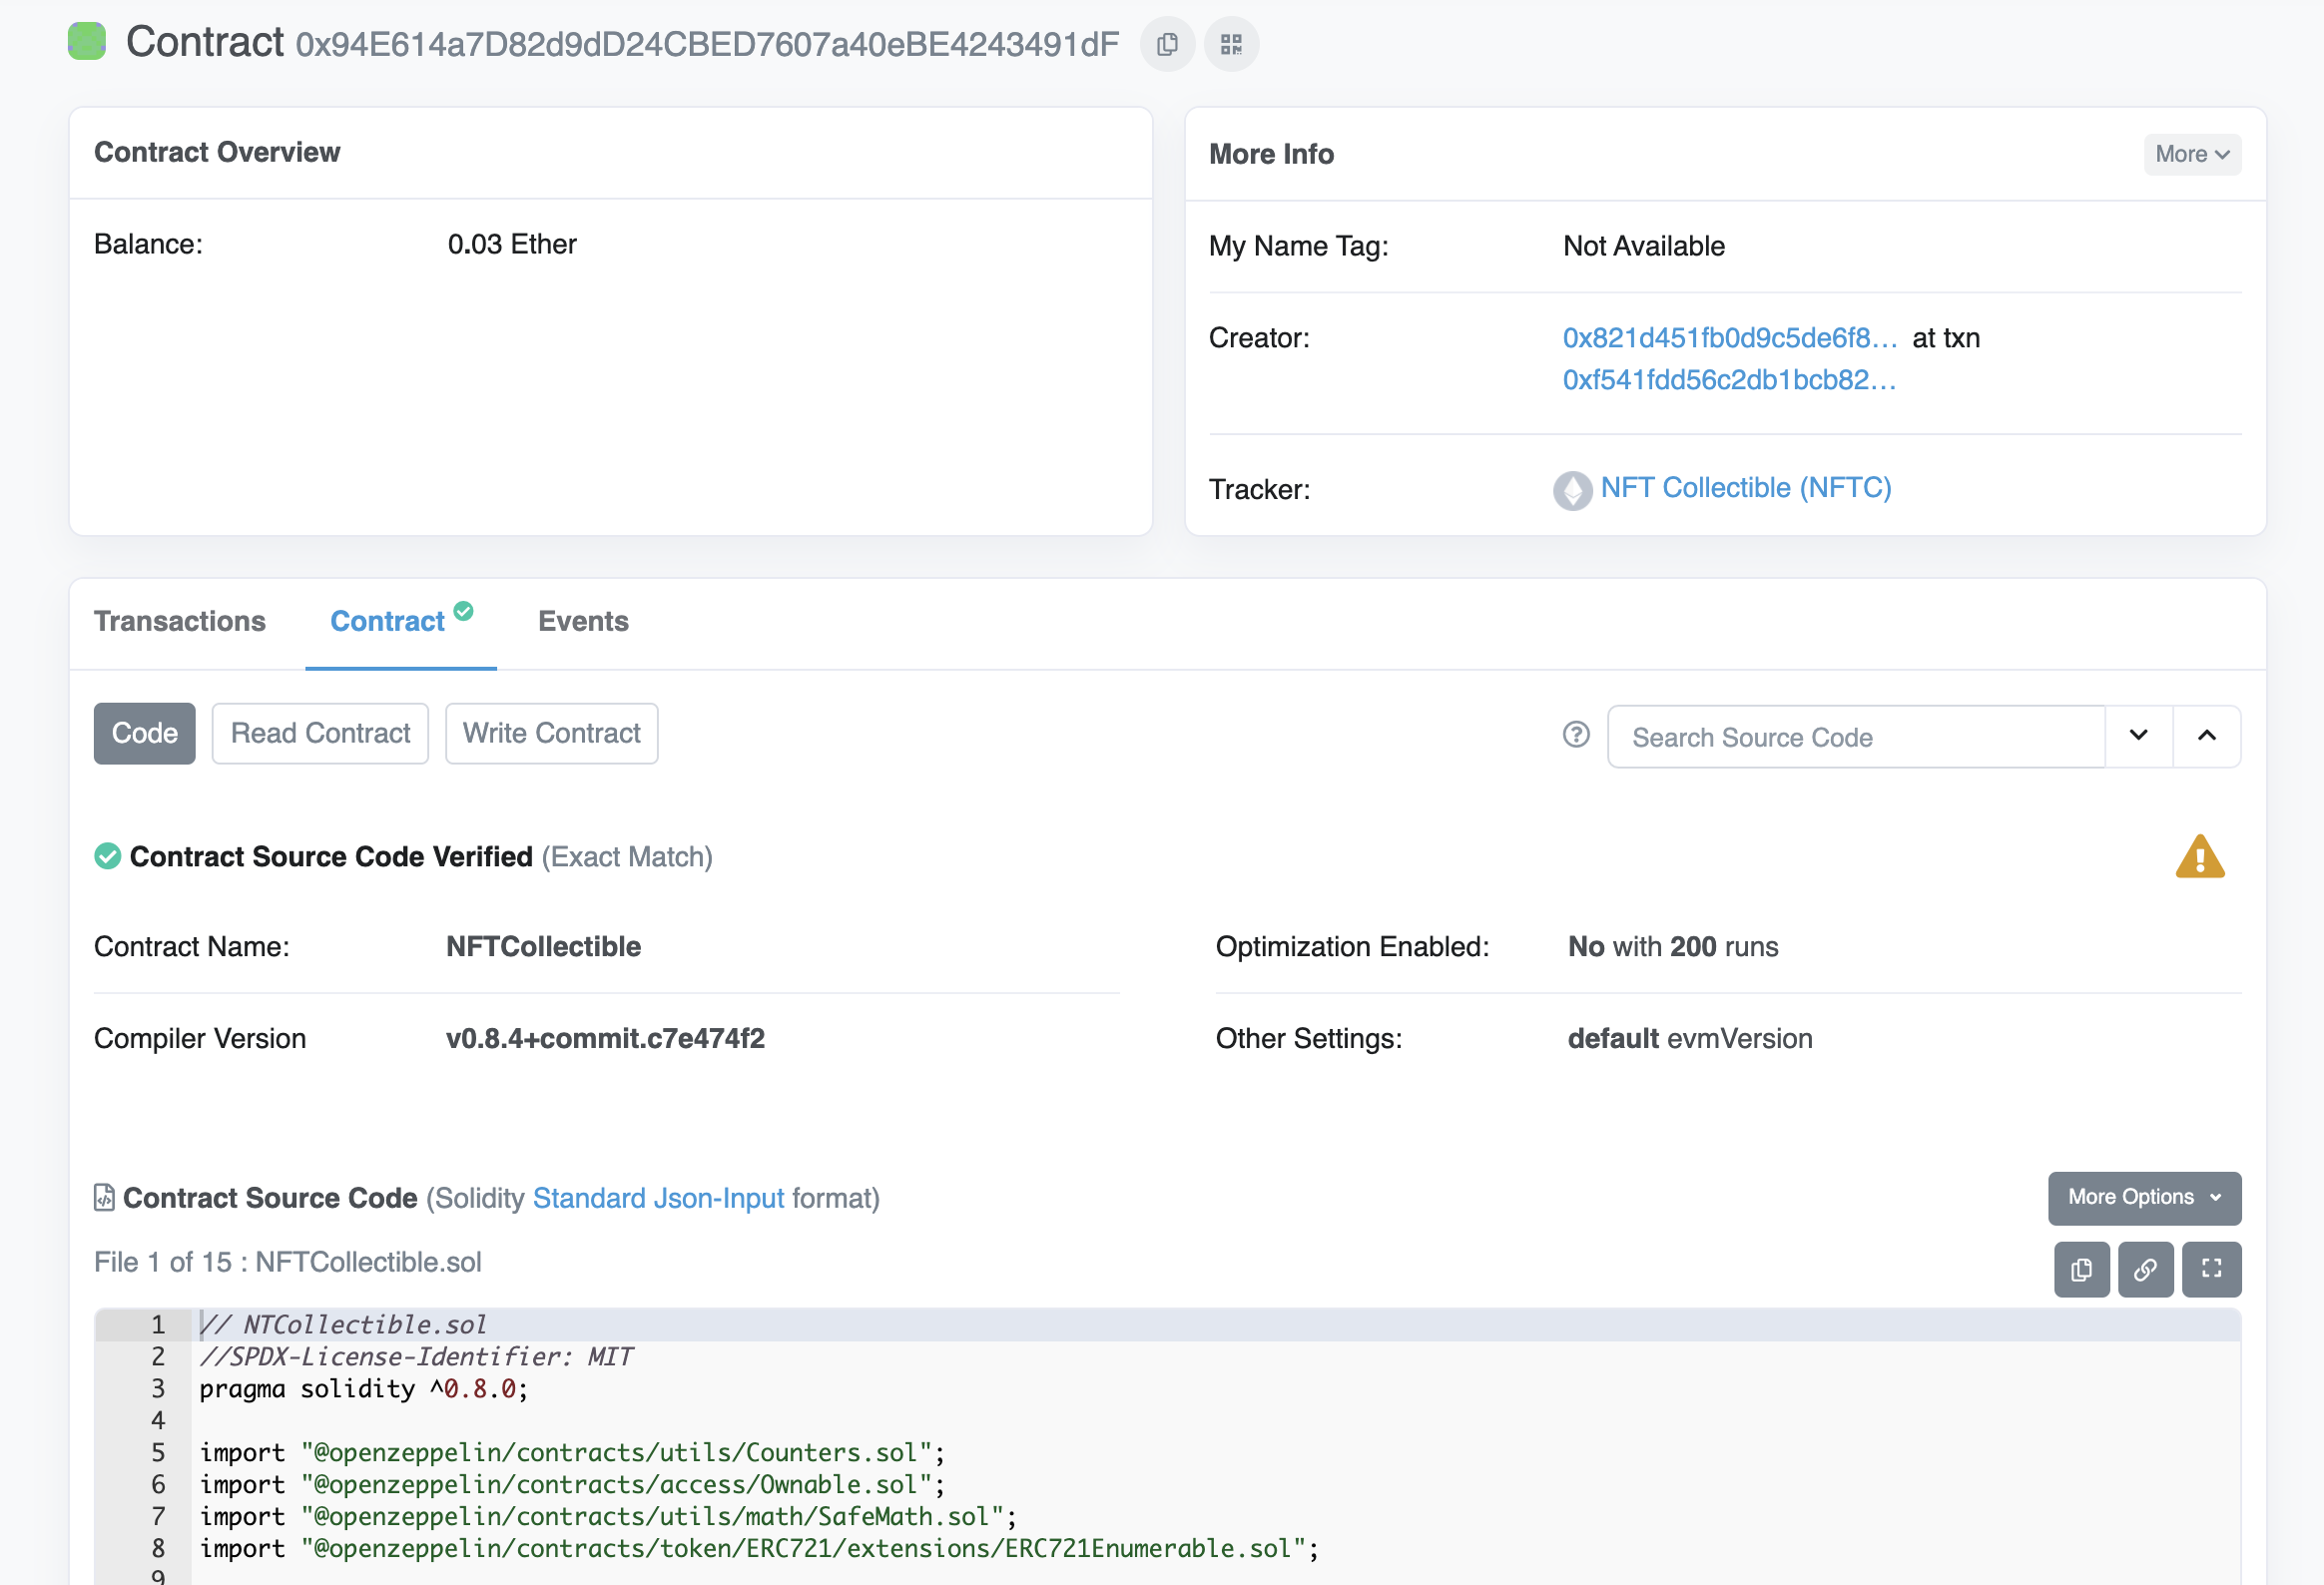 Contract 0x94E614a7D82d9dD24CBED7607a40eBE4243491dF
Contract Overview
Balance: 0.03 Ether
More Info
More
My Name Tag: Not Available
Creator: 0x821d451fb0d9c5de6f8... at txn
0xf541fdd56c2db1bcb82...
Tracker: NFT Collectible (NFTC)
Transactions Contract Events
Code Read Contract Write Contract
Search Source Code
Contract Source Code Verified (Exact Match)
Contract Name: NFTCollectible
Optimization Enabled: No with 200 runs
Compiler Version v0.8.4+commit.c7e474f2
Other Settings: default evmVersion
Contract Source Code (Solidity Standard Json-Input format)
More Options
File 1 of 15 : NFTCollectible.sol
1 // NTCollectible.sol
2 //SPDX-License-Identifier: MIT
3 pragma solidity ^0.8.0;
4
5 import "@openzeppelin/contracts/utils/Counters.sol";
6 import "@openzeppelin/contracts/access/Ownable.sol";
7 import "@openzeppelin/contracts/utils/math/SafeMath.sol";
8 import "@openzeppelin/contracts/token/ERC721/extensions/ERC721Enumerable.sol";
9